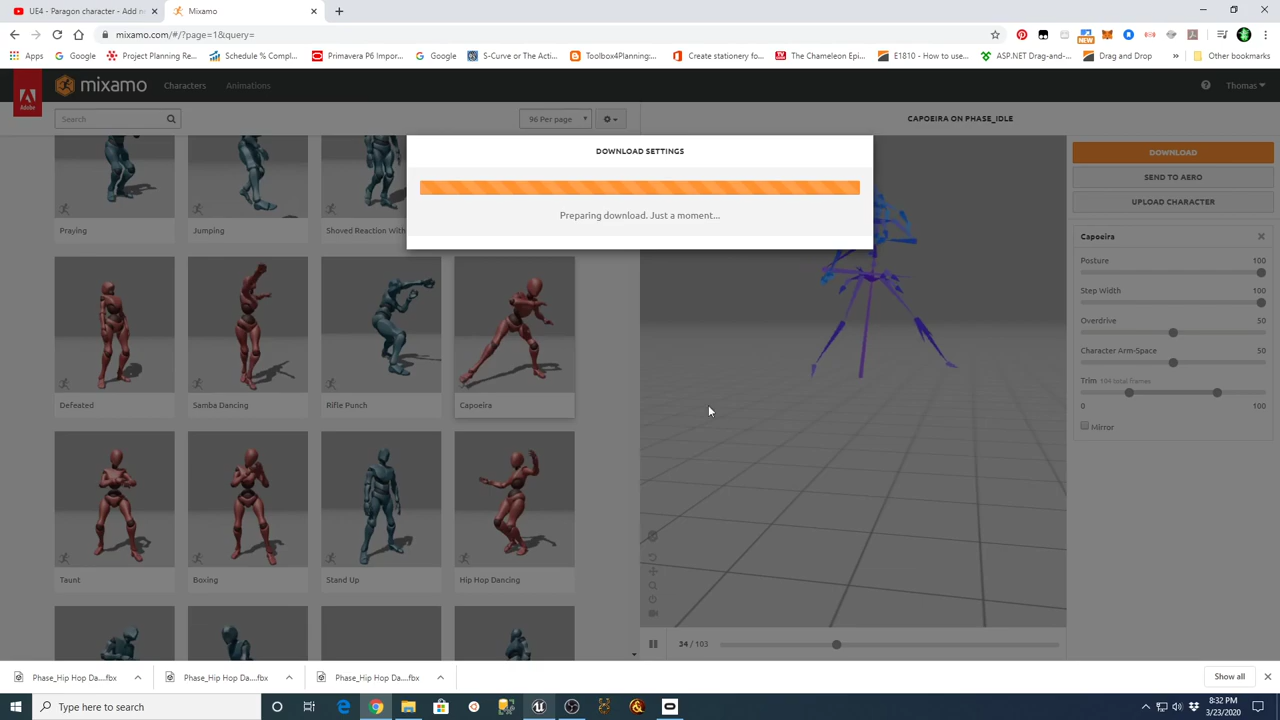 UE4 - Paragon character - Add n
Mixamo
mixamo.com/#/?page=1&query=
NEW
Apps
Google
Project Planning Re...
Schedule % Complet...
Primavera P6 Impor...
Google
S-Curve or The Acti...
Toolbox4Planning:...
Create stationery fo...
The Chameleon Epi...
E1810 – How to use...
ASP.NET Drag-and-...
Drag and Drop
»
Other bookmarks
Adobe
mixamo
Characters
Animations
Thomas
Search
96 Per page
CAPOEIRA ON PHASE_IDLE
DOWNLOAD SETTINGS
Preparing download. Just a moment...
DOWNLOAD
SEND TO AERO
UPLOAD CHARACTER
Praying
Jumping
Shoved Reaction With
Capoeira
Posture 100
Step Width 100
Overdrive 50
Character Arm-Space 50
Trim 104 total frames
0 100
Mirror
Defeated
Samba Dancing
Rifle Punch
Capoeira
Taunt
Boxing
Stand Up
Hip Hop Dancing
34 / 103
Phase_Hip Hop Da....fbx
Phase_Hip Hop Da....fbx
Phase_Hip Hop Da....fbx
Show all
Type here to search
8:32 PM
3/23/2020